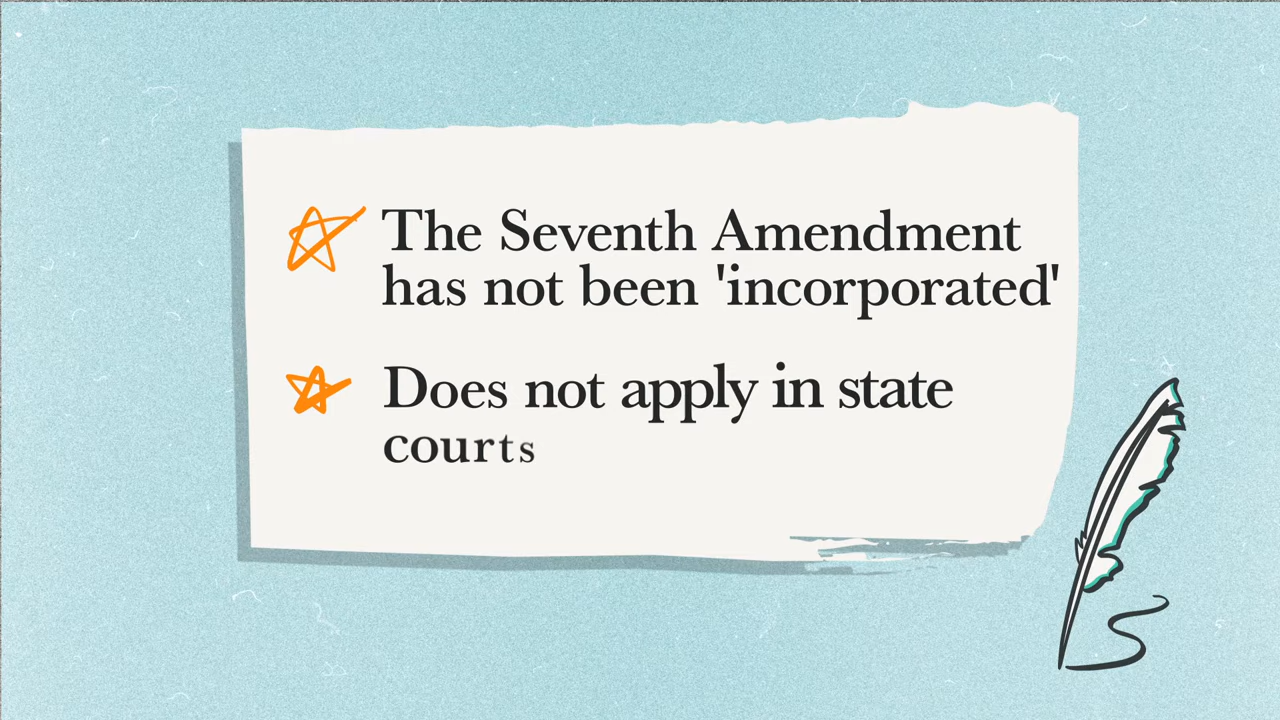 The Seventh Amendment
has not been 'incorporated'
Does not apply in state
courts